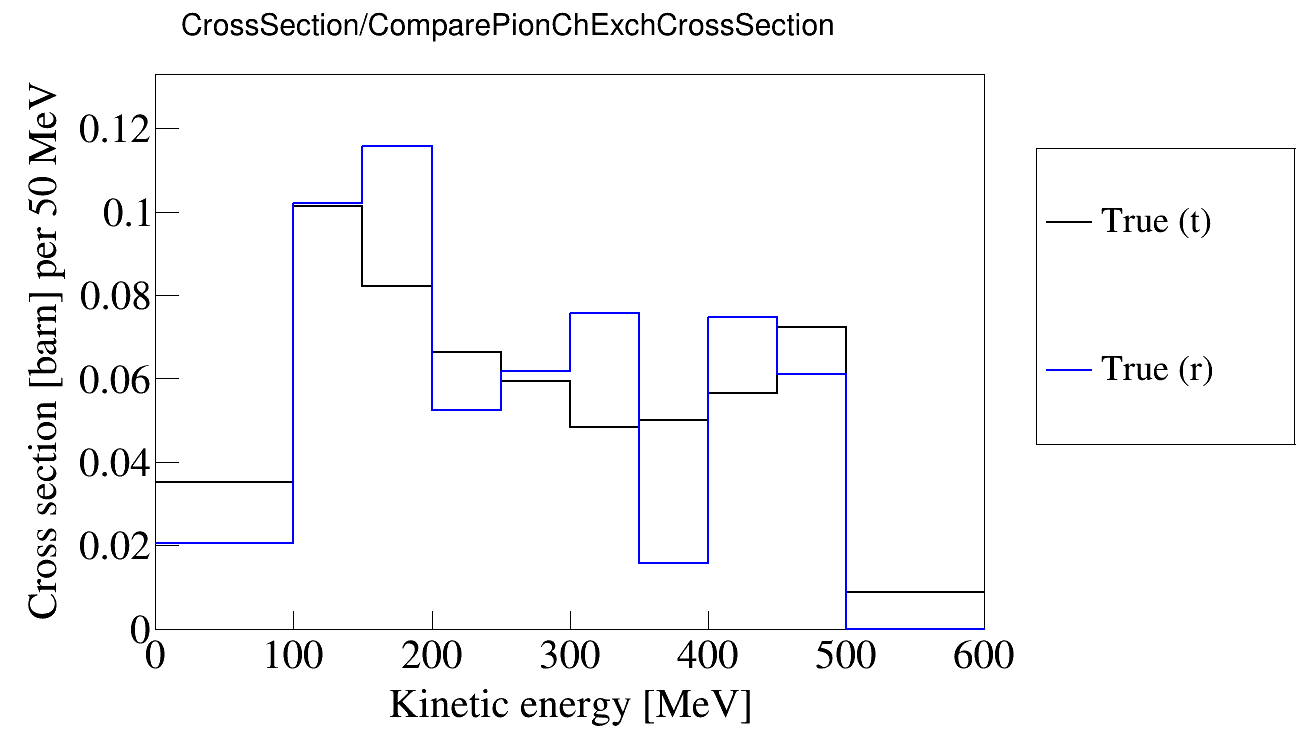 CrossSection/ComparePionChExchCrossSection
Cross section [barn] per 50 MeV
0.12
0.1
0.08
0.06
0.04
0.02
0
0 100 200 300 400 500 600
Kinetic energy [MeV]
True (t)
True (r)